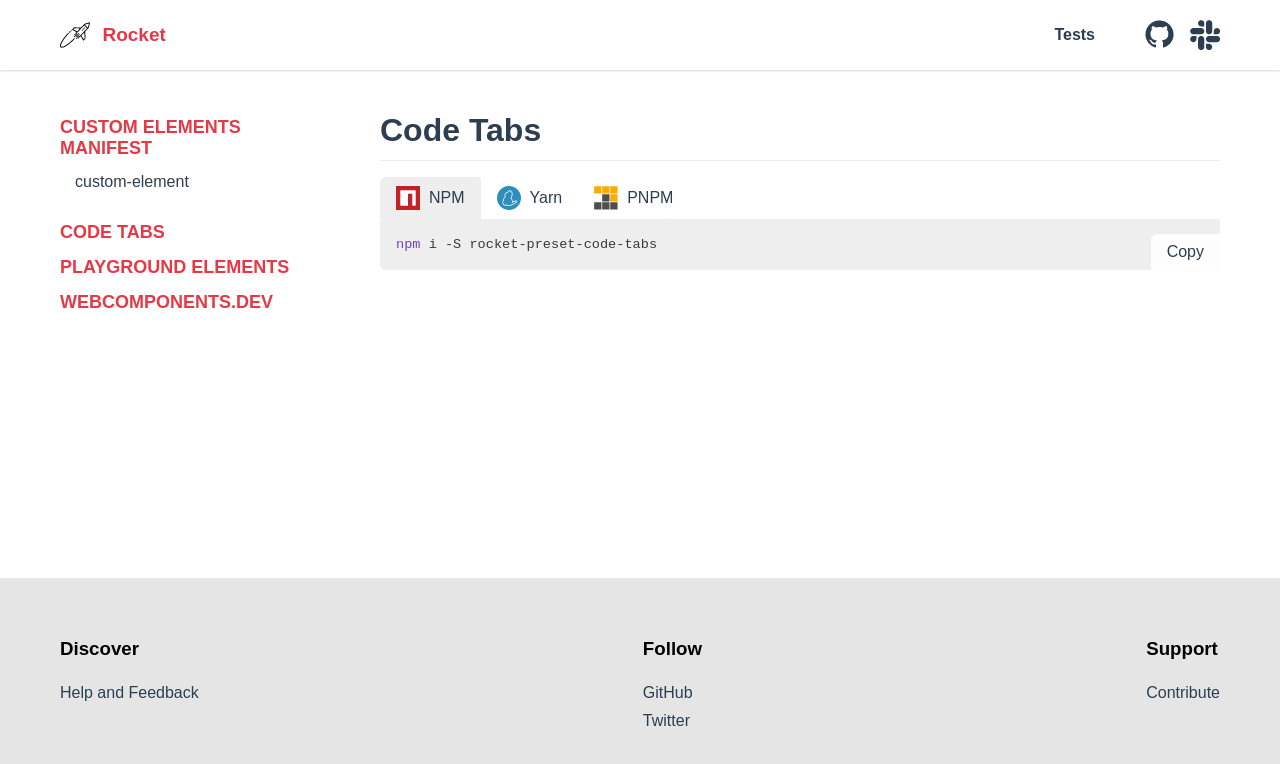 Rocket
Tests
CUSTOM ELEMENTS
MANIFEST
custom-element
CODE TABS
PLAYGROUND ELEMENTS
WEBCOMPONENTS.DEV
Code Tabs
NPM
Yarn
PNPM
npm i -S rocket-preset-code-tabs
Copy
Discover
Help and Feedback
Follow
GitHub
Twitter
Support
Contribute